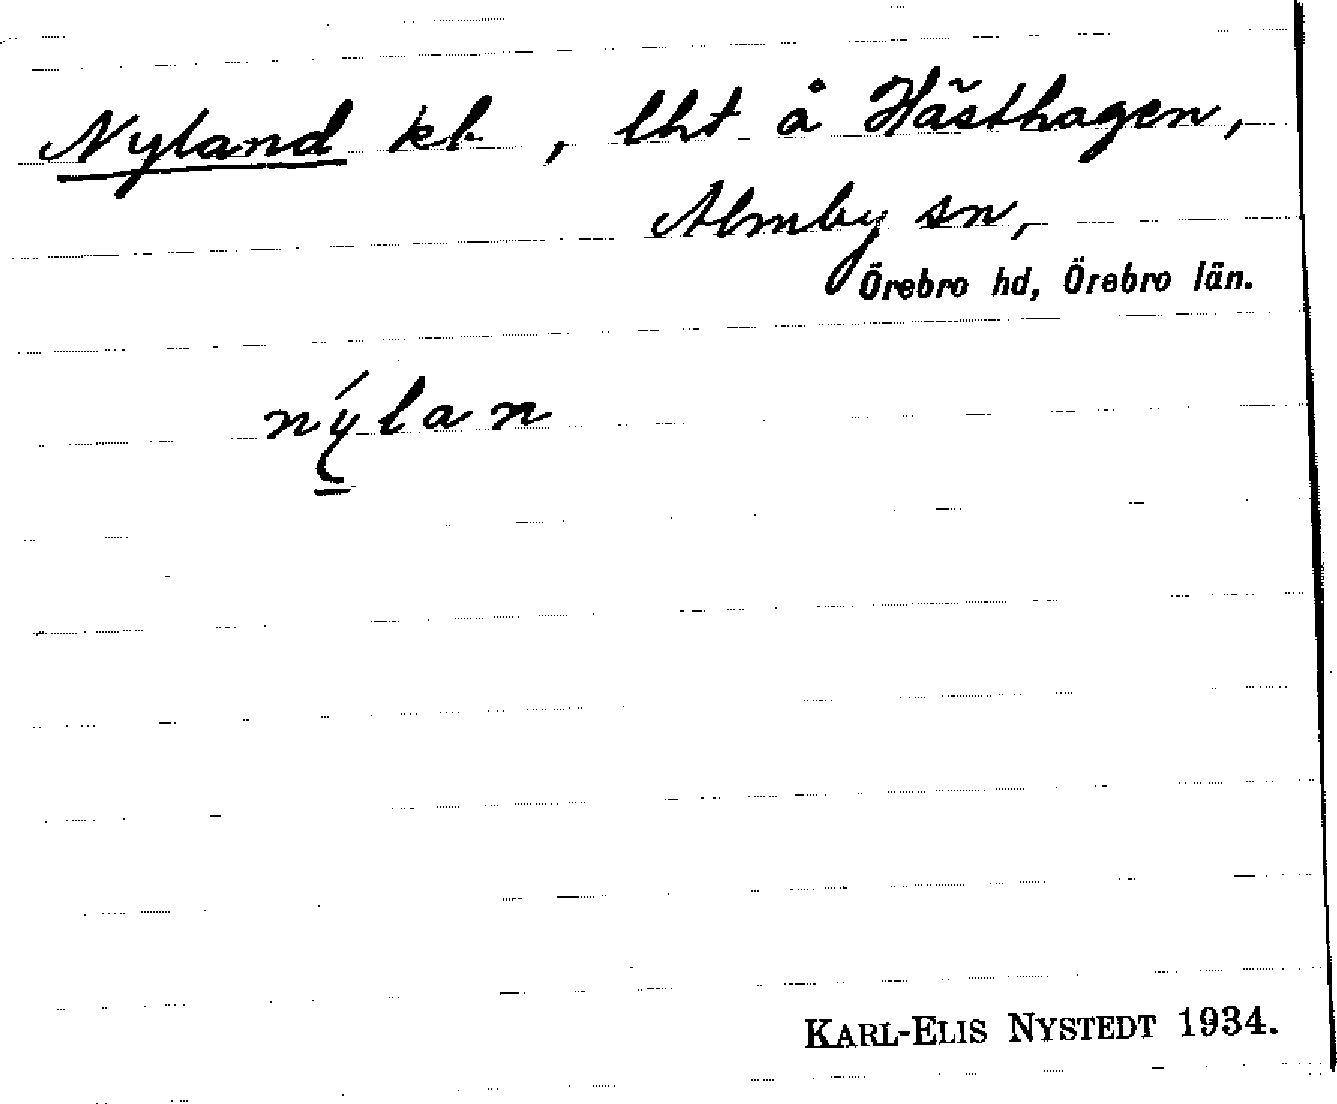 Nyland kb, lht å Hästhagen,
Almby sn,
Örebro hd, Örebro län.
nýlan
KARL-ELIS NYSTEDT 1934.